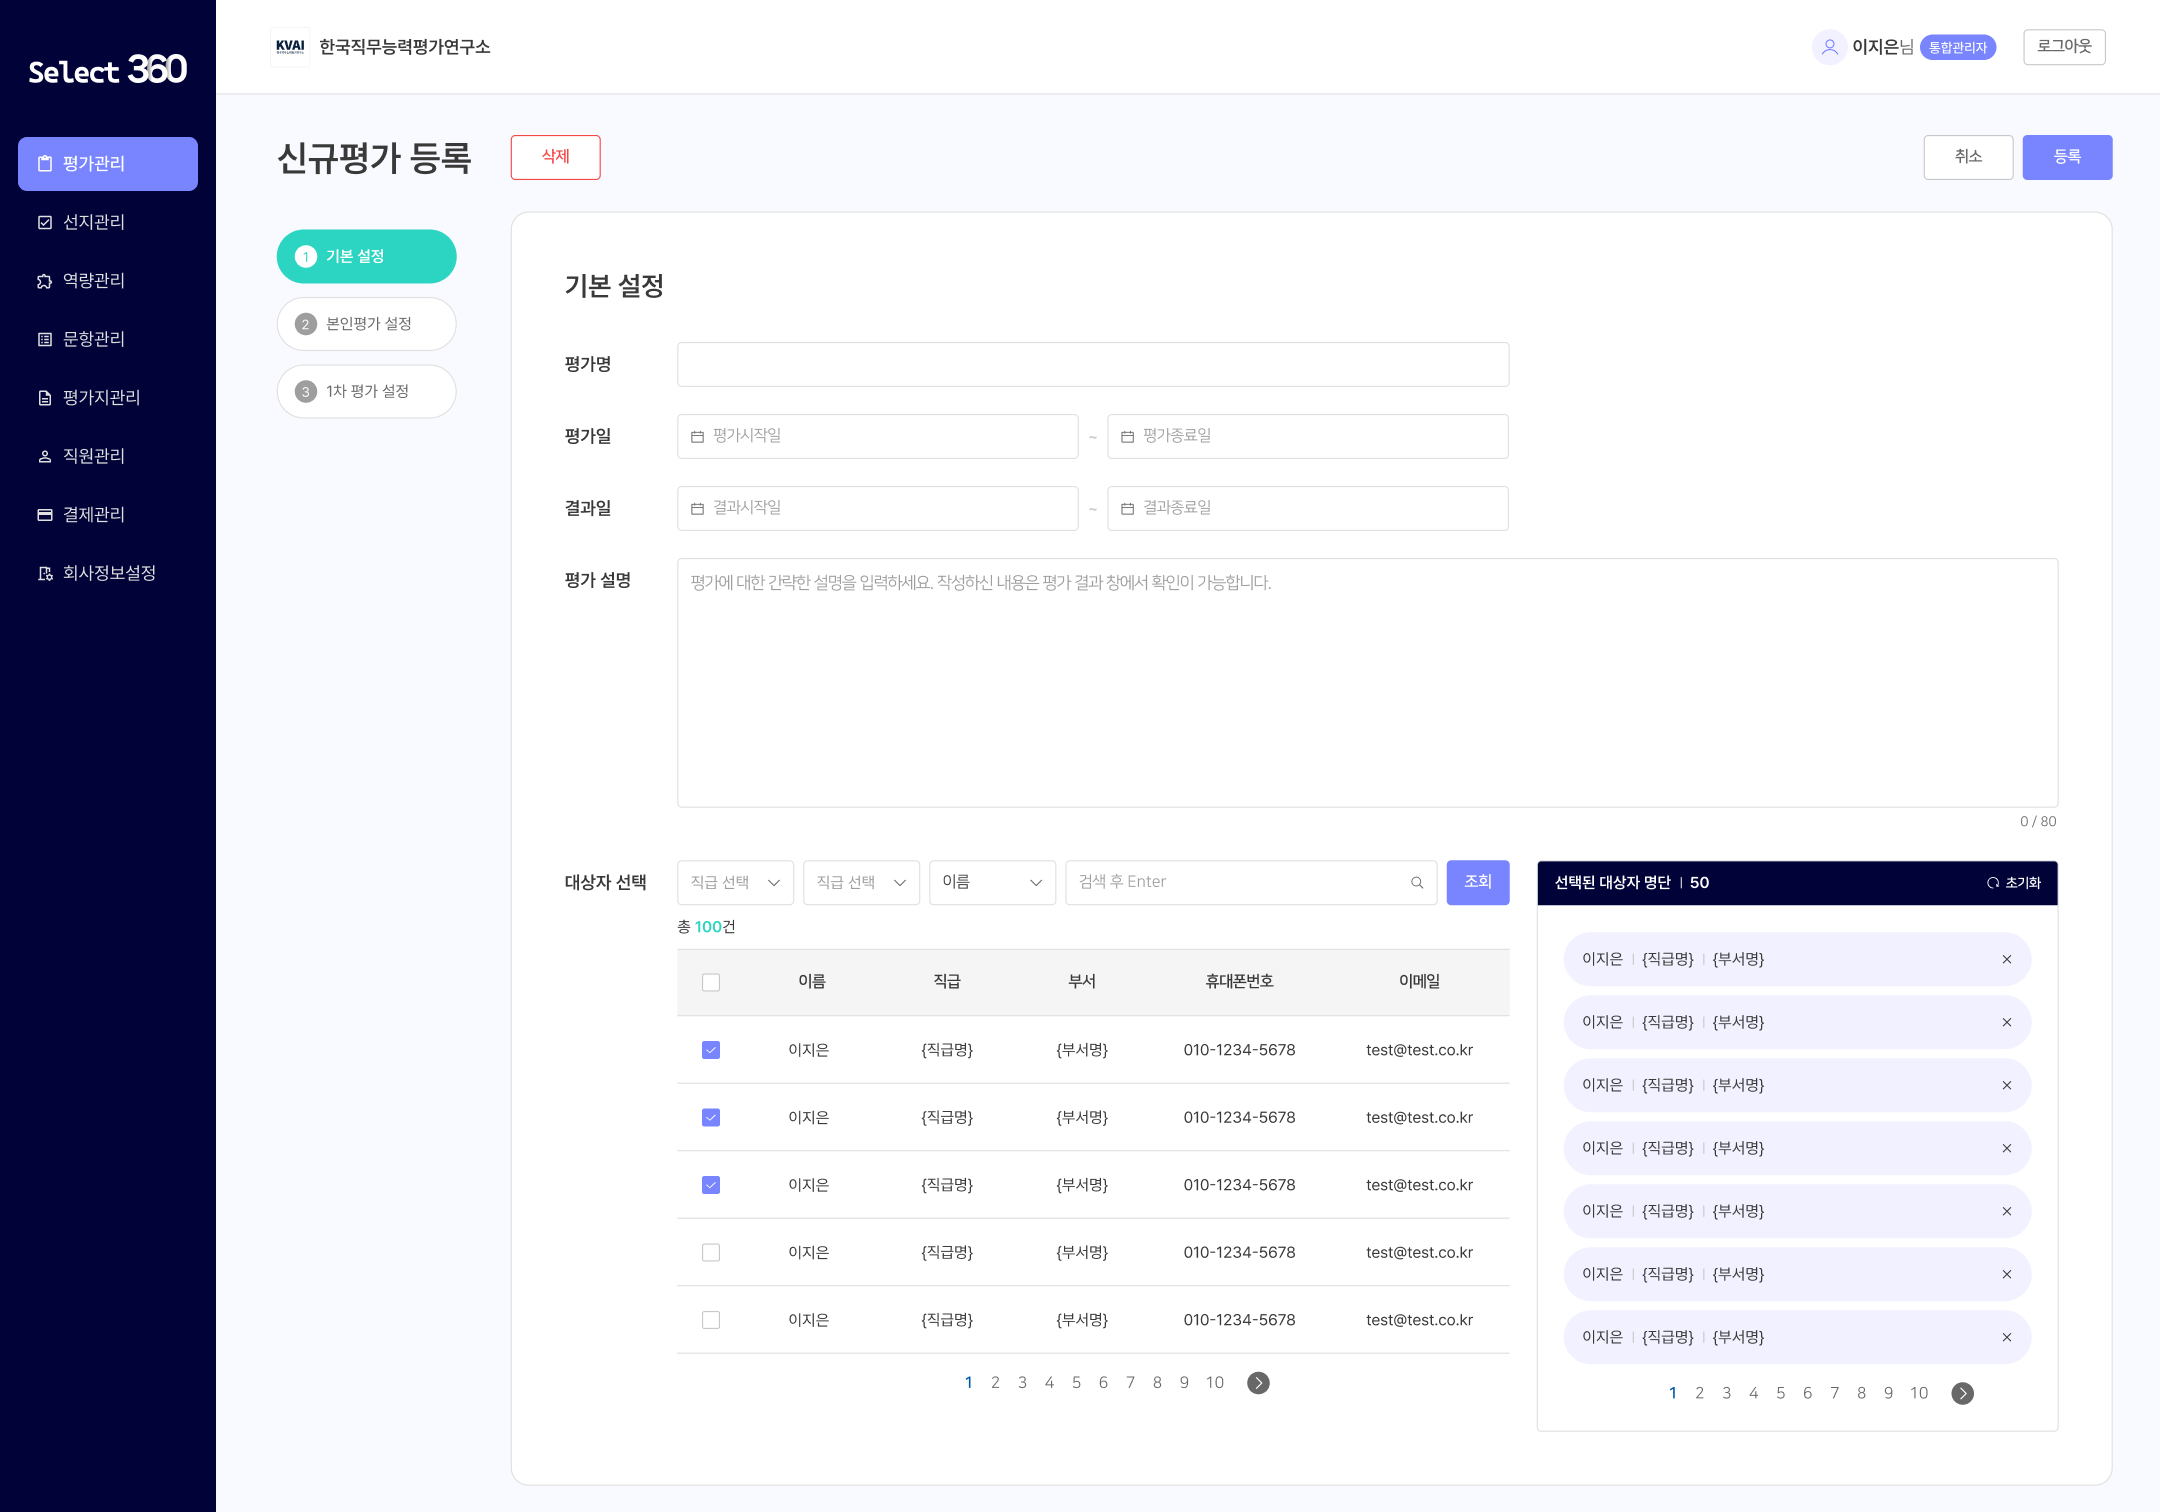 Select 360
평가관리
선지관리
역량관리
문항관리
평가지관리
직원관리
결제관리
회사정보설정
KVAI 한국직무능력평가연구소
이지은님 통합관리자 로그아웃
신규평가 등록 삭제 취소 등록
1 기본 설정
2 본인평가 설정
3 1차 평가 설정
기본 설정
평가명
평가일 평가시작일 ~ 평가종료일
결과일 결과시작일 ~ 결과종료일
평가 설명 평가에 대한 간략한 설명을 입력하세요. 작성하신 내용은 평가 결과 창에서 확인이 가능합니다.
0 / 80
대상자 선택 직급 선택 직급 선택 이름 검색 후 Enter 조회
총 100건
이름 직급 부서 휴대폰번호 이메일
이지은 {직급명} {부서명} 010-1234-5678 test@test.co.kr
이지은 {직급명} {부서명} 010-1234-5678 test@test.co.kr
이지은 {직급명} {부서명} 010-1234-5678 test@test.co.kr
이지은 {직급명} {부서명} 010-1234-5678 test@test.co.kr
이지은 {직급명} {부서명} 010-1234-5678 test@test.co.kr
1 2 3 4 5 6 7 8 9 10
선택된 대상자 명단 | 50 초기화
이지은 | {직급명} | {부서명}
이지은 | {직급명} | {부서명}
이지은 | {직급명} | {부서명}
이지은 | {직급명} | {부서명}
이지은 | {직급명} | {부서명}
이지은 | {직급명} | {부서명}
이지은 | {직급명} | {부서명}
1 2 3 4 5 6 7 8 9 10